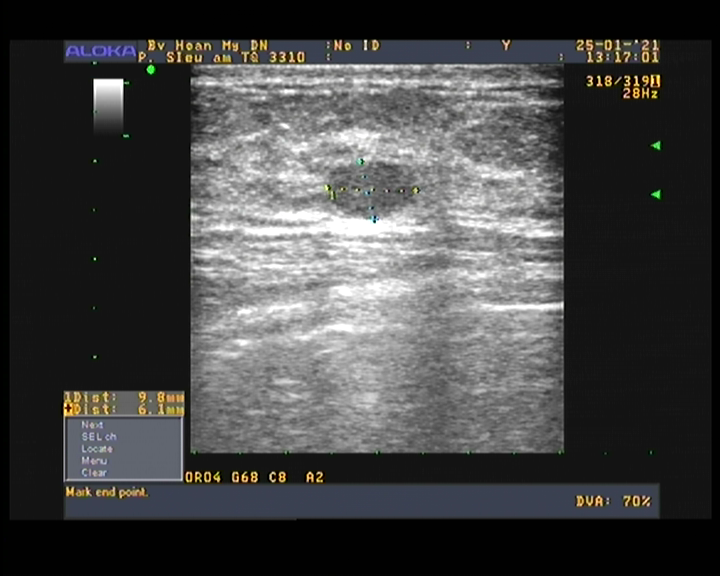 ALOKA Bv Hoan My DN :No ID : Y 25-01-'21
P. SIeu am TQ 3310 : : 13:17:01
318/319
28Hz
1Dist: 9.8mm
+Dist: 6.1mm
Next
SEL ch
Locate
Menu
Clear
OR04 G68 C8 A2
Mark end point.
DVA: 70%